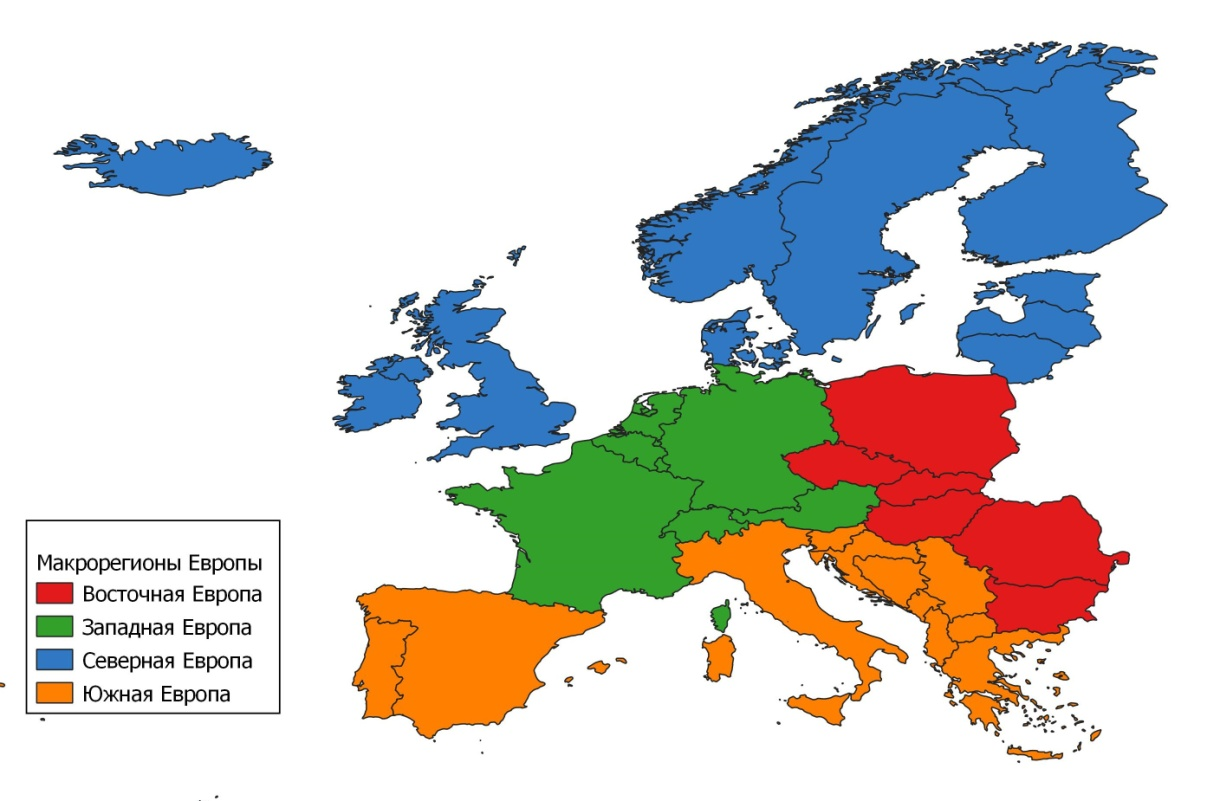 Макрорегионы Европы
Восточная Европа
Западная Европа
Северная Европа
Южная Европа